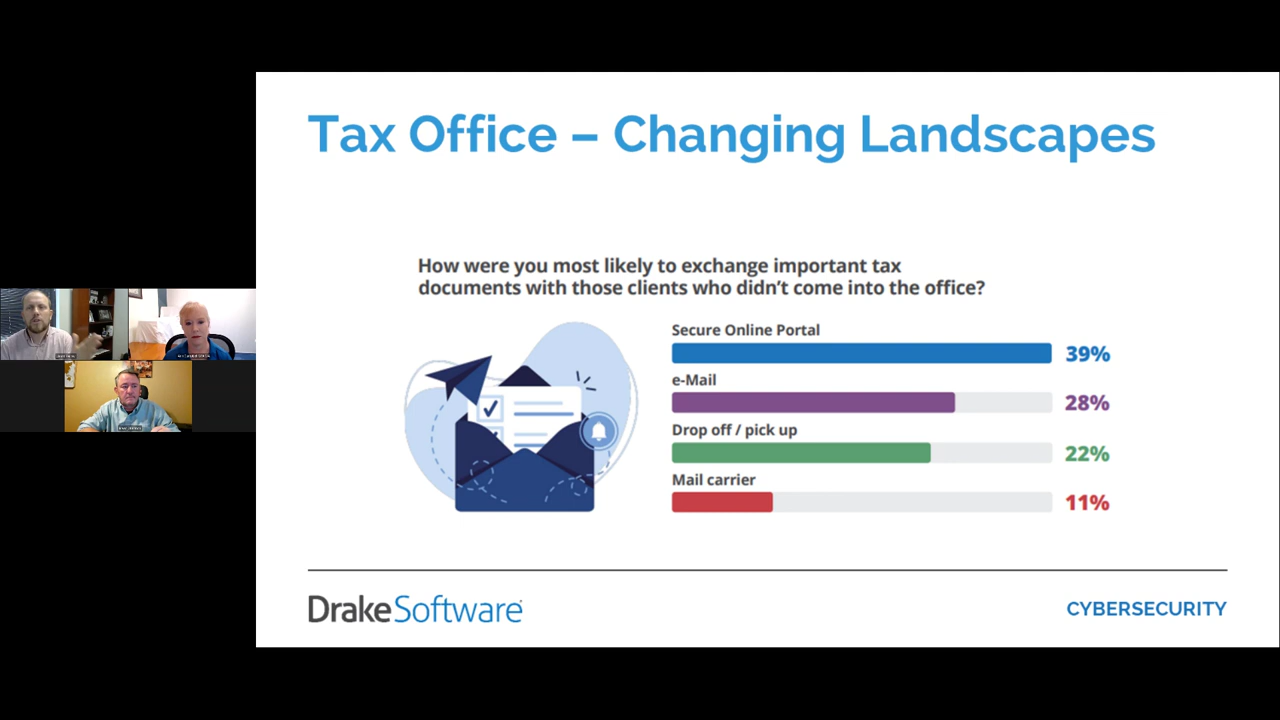 Tax Office – Changing Landscapes
How were you most likely to exchange important tax
documents with those clients who didn't come into the office?
Secure Online Portal
39%
e-Mail
28%
Drop off / pick up
22%
Mail carrier
11%
DrakeSoftware
CYBERSECURITY